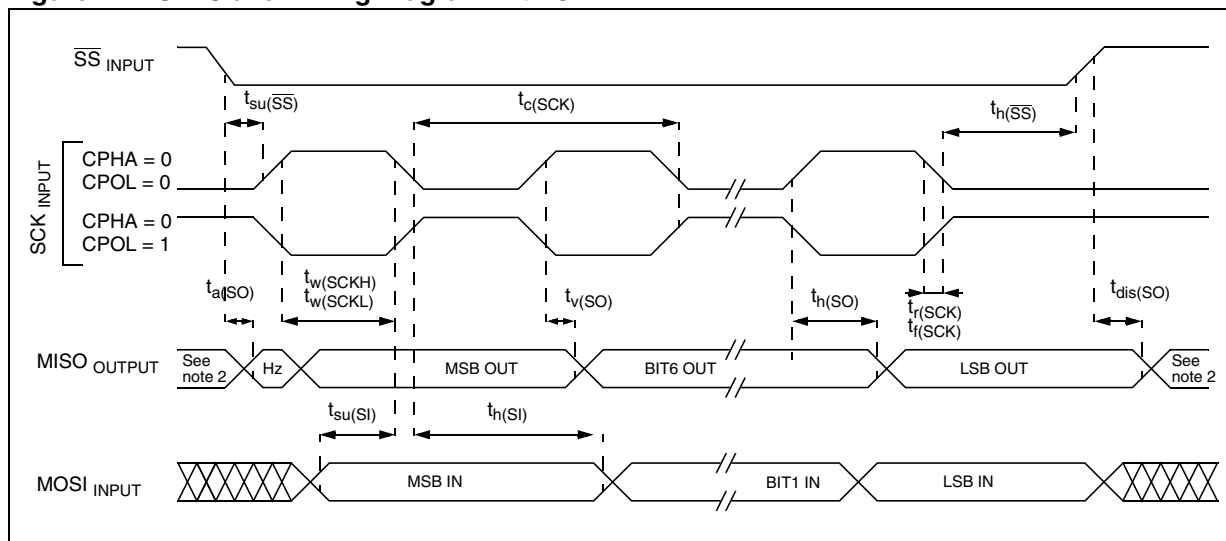 SS INPUT
tsu(SS)
tc(SCK)
th(SS)
SCK INPUT
CPHA = 0
CPOL = 0
CPHA = 0
CPOL = 1
ta(SO)
tw(SCKH)
tw(SCKL)
tv(SO)
th(SO)
tr(SCK)
tf(SCK)
tdis(SO)
MISO OUTPUT
See
note 2
Hz
MSB OUT
BIT6 OUT
LSB OUT
See
note 2
tsu(SI)
th(SI)
MOSI INPUT
MSB IN
BIT1 IN
LSB IN